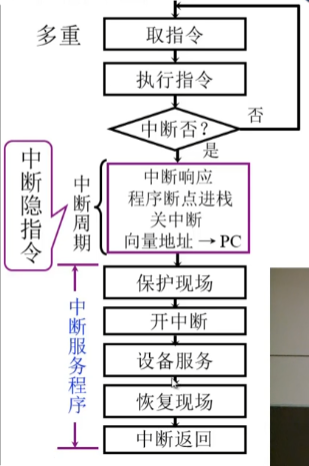 多重
取指令
执行指令
中断否？
否
是
中断隐指令
中断周期
中断响应
程序断点进栈
关中断
向量地址 → PC
中断服务程序
保护现场
开中断
设备服务
恢复现场
中断返回